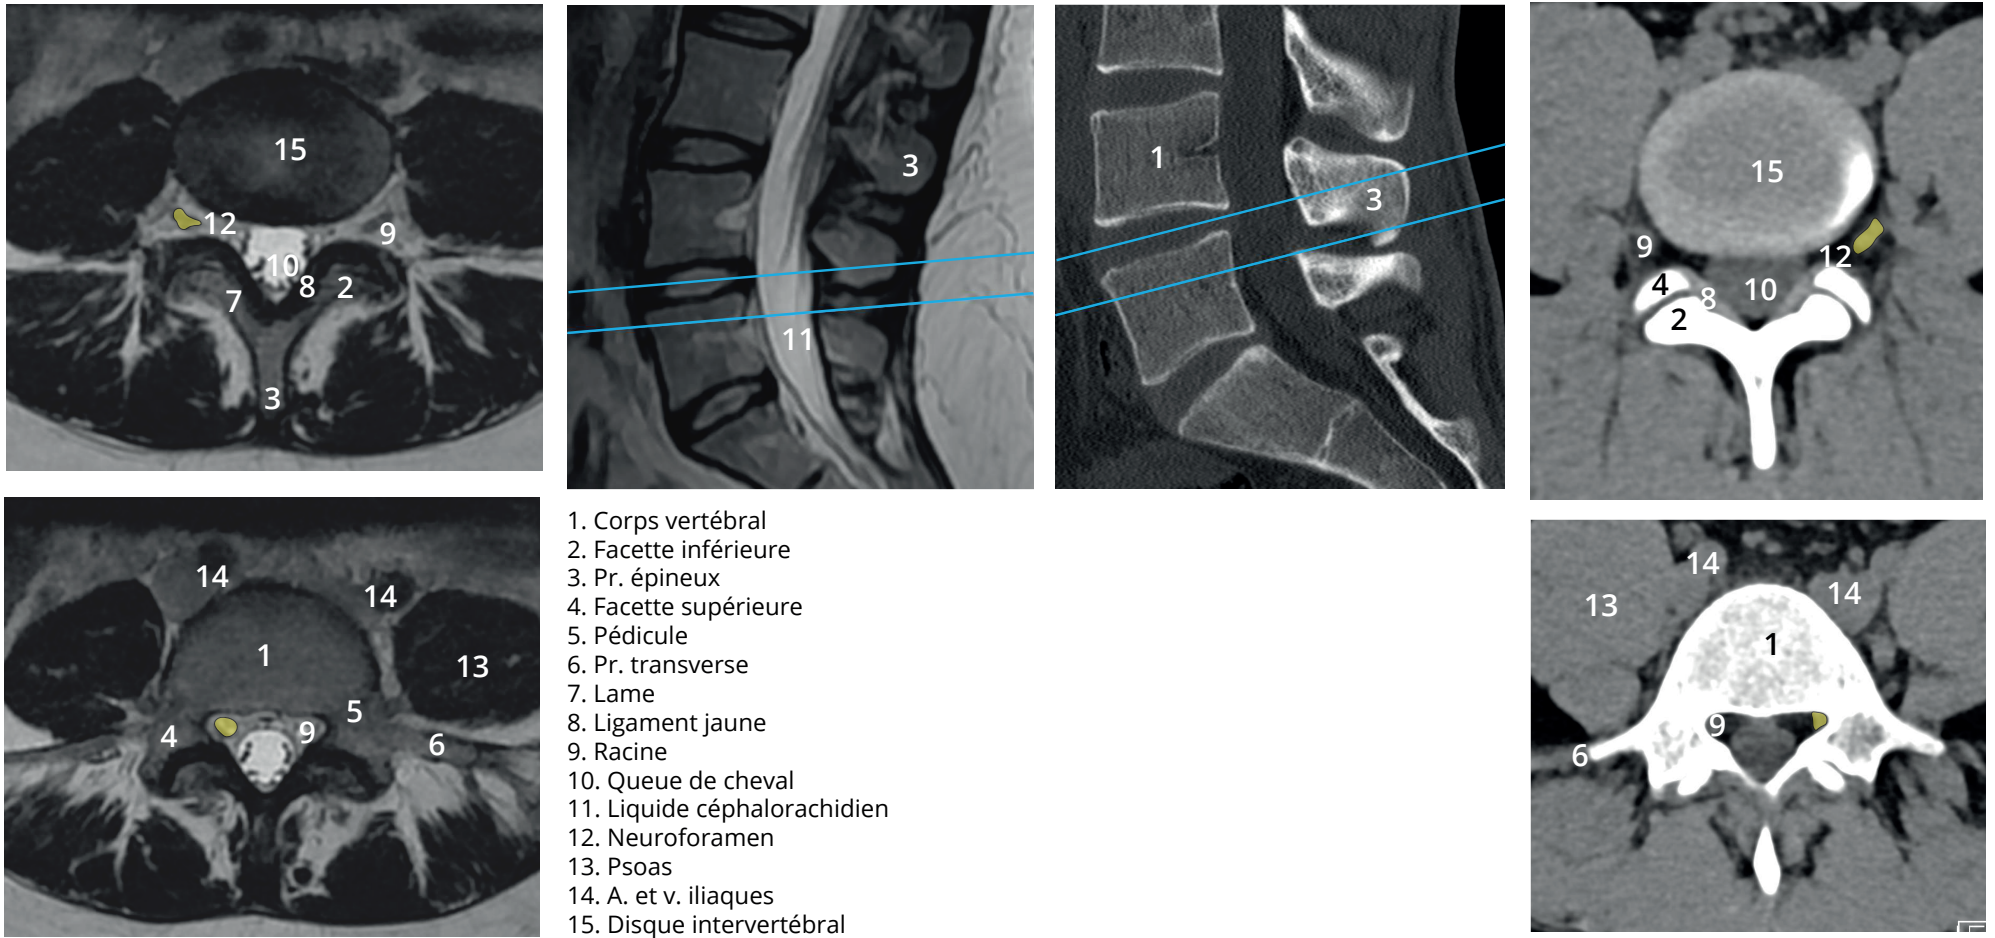 15
12
9
10
8
2
7
3
3
11
1
3
15
9
12
4
8
10
2
14
14
1
13
5
9
4
6
1. Corps vertébral
2. Facette inférieure
3. Pr. épineux
4. Facette supérieure
5. Pédicule
6. Pr. transverse
7. Lame
8. Ligament jaune
9. Racine
10. Queue de cheval
11. Liquide céphalorachidien
12. Neuroforamen
13. Psoas
14. A. et v. iliaques
15. Disque intervertébral
14
14
13
1
9
6